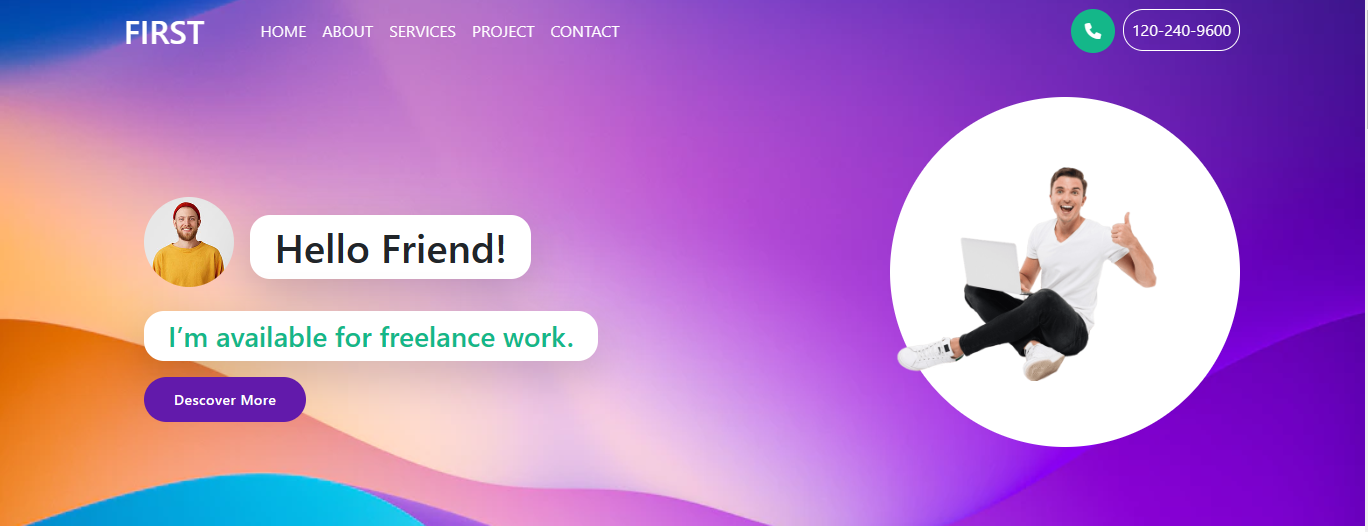 FIRST
HOME ABOUT SERVICES PROJECT CONTACT
120-240-9600
Hello Friend!
I'm available for freelance work.
Descover More